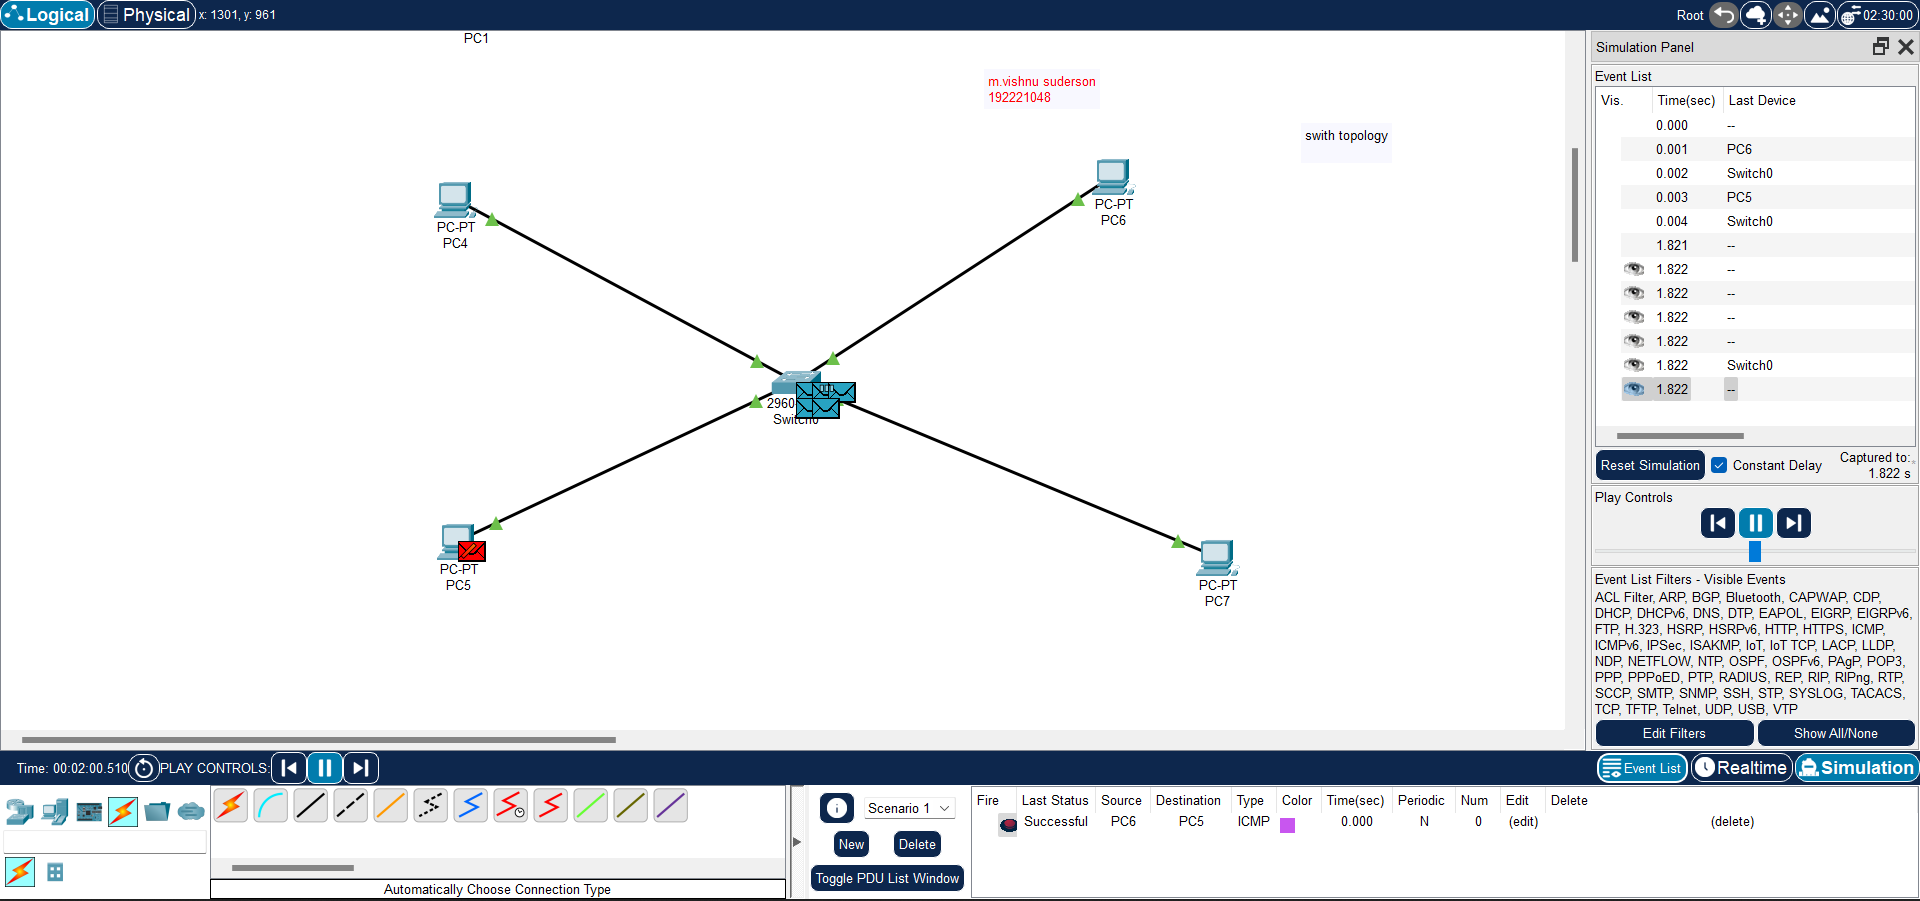 Logical Physical x: 1301, y: 961 Root 02:30:00
PC1
m.vishnu suderson
192221048
swith topology
PC-PT
PC4
PC-PT
PC6
2960
Switch0
PC-PT
PC5
PC-PT
PC7
Simulation Panel
Event List
Vis. Time(sec) Last Device
0.000 --
0.001 PC6
0.002 Switch0
0.003 PC5
0.004 Switch0
1.821 --
1.822 --
1.822 --
1.822 --
1.822 --
1.822 Switch0
1.822 --
Reset Simulation Constant Delay Captured to:
1.822 s
Play Controls
Event List Filters - Visible Events
ACL Filter, ARP, BGP, Bluetooth, CAPWAP, CDP,
DHCP, DHCPv6, DNS, DTP, EAPOL, EIGRP, EIGRPv6,
FTP, H.323, HSRP, HSRPv6, HTTP, HTTPS, ICMP,
ICMPv6, IPSec, ISAKMP, IoT, IoT TCP, LACP, LLDP,
NDP, NETFLOW, NTP, OSPF, OSPFv6, PAgP, POP3,
PPP, PPPoED, PTP, RADIUS, REP, RIP, RIPng, RTP,
SCCP, SMTP, SNMP, SSH, STP, SYSLOG, TACACS,
TCP, TFTP, Telnet, UDP, USB, VTP
Edit Filters Show All/None
Time: 00:02:00.510 PLAY CONTROLS: Event List Realtime Simulation
Automatically Choose Connection Type
Scenario 1
New Delete
Toggle PDU List Window
Fire Last Status Source Destination Type Color Time(sec) Periodic Num Edit Delete
Successful PC6 PC5 ICMP 0.000 N 0 (edit) (delete)